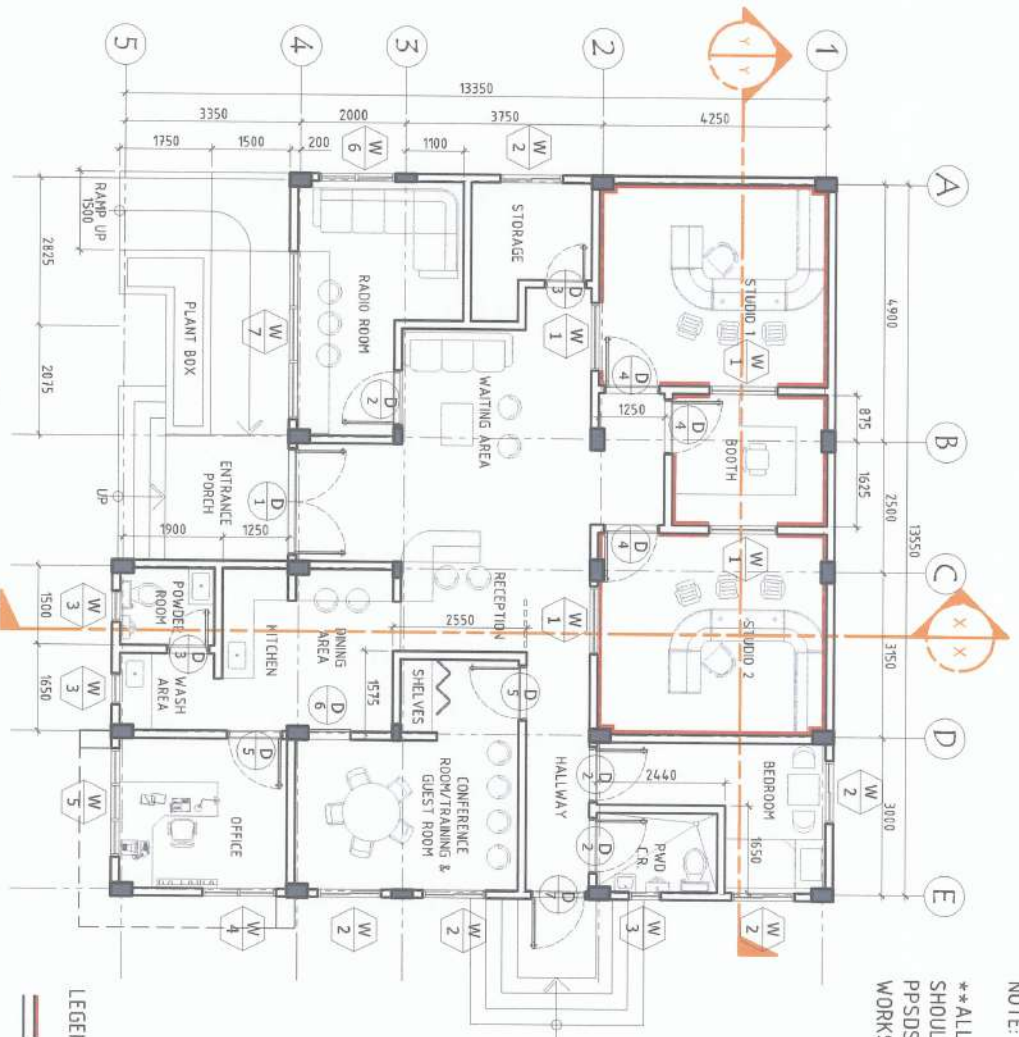 1
2
3
4
5
A
B
C
D
E
Y
Y
X
X
13350
4250
3750
2000
3350
1100
200
1500
1750
W
2
W
6
13550
4900
2500
3150
3000
875
1625
STUDIO 1
W
1
BOOTH
D
4
1250
D
4
W
1
STUDIO 2
D
4
W
1
BEDROOM
W
2
2440
1650
D
2
D
2
PWD
C.R.
W
3
W
2
STORAGE
D
3
W
1
WAITING AREA
RECEPTION
2550
HALLWAY
D
5
D
7
RADIO ROOM
D
2
W
7
SHELVES
CONFERENCE
ROOM/TRAINING &
GUEST ROOM
W
2
W
2
1575
DINING
AREA
D
6
KITCHEN
D
1
ENTRANCE
PORCH
1250
1900
UP
PLANT BOX
RAMP UP
1500
2825
2075
POWDER
ROOM
D
3
WASH
AREA
W
3
W
3
1500
1650
OFFICE
D
5
W
5
W
4
NOTE:
**ALL
SHOUL
PPSDS
WORKS
LEGE